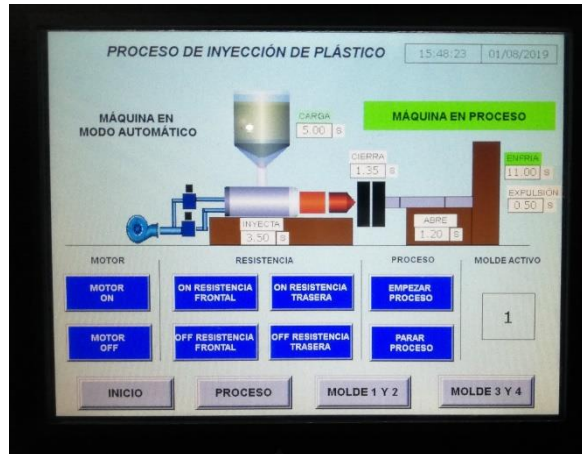 PROCESO DE INYECCIÓN DE PLÁSTICO
15:48:23 01/08/2019
MÁQUINA EN
MODO AUTOMÁTICO
CARGA
5.00 S
MÁQUINA EN PROCESO
CIERRA
1.35 S
ENFRIA
11.00 S
EXPULSIÓN
0.50 S
INYECTA
3.50 S
ABRE
1.20 S
MOTOR
RESISTENCIA
PROCESO
MOLDE ACTIVO
MOTOR
ON
ON RESISTENCIA
FRONTAL
ON RESISTENCIA
TRASERA
EMPEZAR
PROCESO
1
MOTOR
OFF
OFF RESISTENCIA
FRONTAL
OFF RESISTENCIA
TRASERA
PARAR
PROCESO
INICIO
PROCESO
MOLDE 1 Y 2
MOLDE 3 Y 4